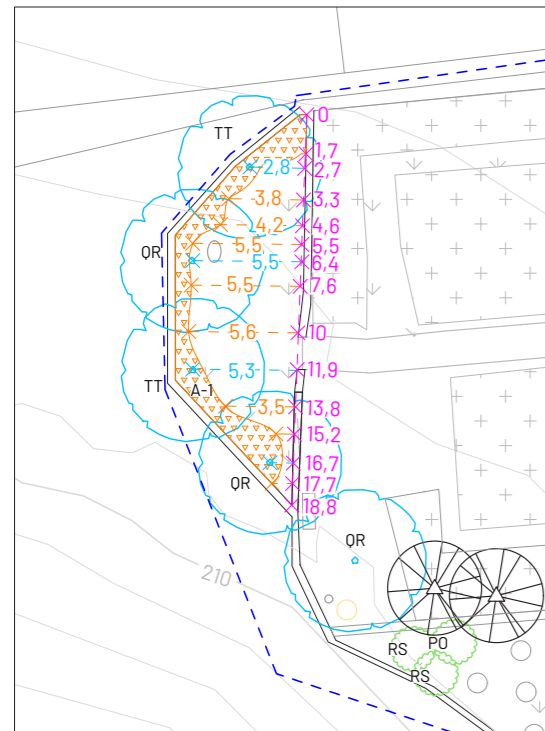 0
TT
1,7
2,8
2,7
3,8
3,3
4,2
4,6
QR
5,5
5,5
5,5
6,4
5,5
7,6
5,6
10
5,3
11,9
TT
A-1
3,5
13,8
15,2
16,7
QR
17,7
18,8
QR
210
PO
RS
RS